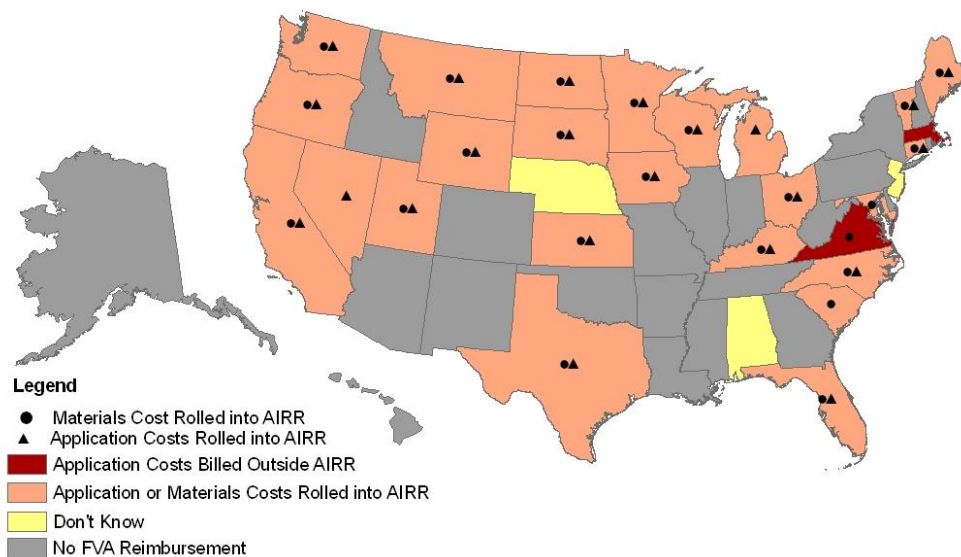 Legend
Materials Cost Rolled into AIRR
Application Costs Rolled into AIRR
Application Costs Billed Outside AIRR
Application or Materials Costs Rolled into AIRR
Don't Know
No FVA Reimbursement